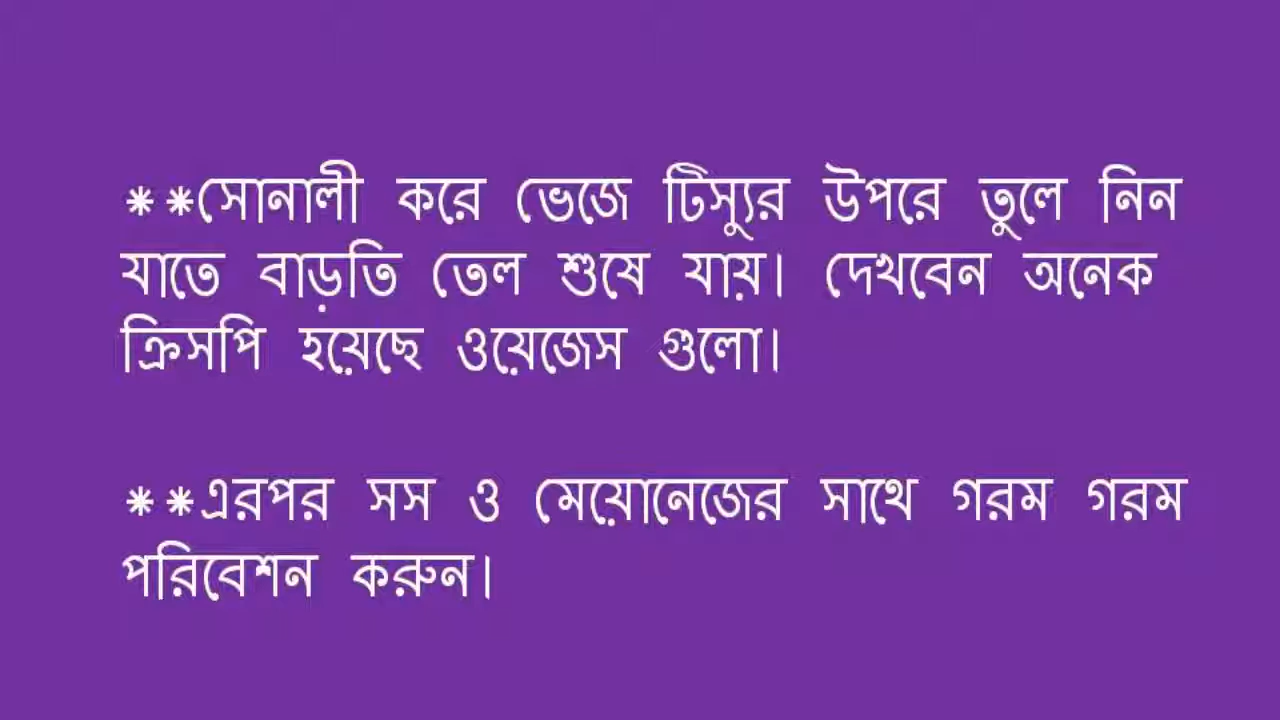 **সোনালী করে ভেজে টিস্যুর উপরে তুলে নিন
যাতে বাড়তি তেল শুষে যায়। দেখবেন অনেক
ক্রিসপি হয়েছে ওয়েজেস গুলো।
**এরপর সস ও মেয়োনেজের সাথে গরম গরম
পরিবেশন করুন।